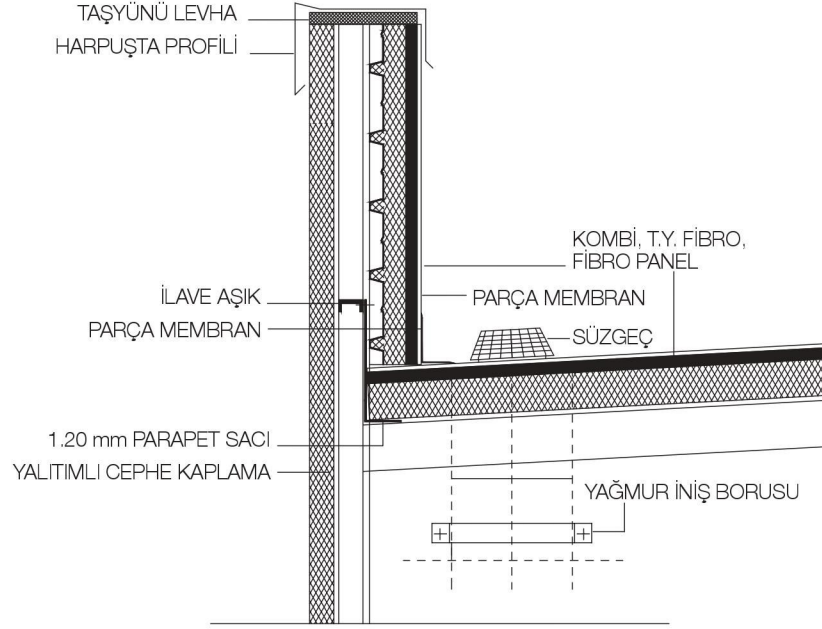 TAŞYÜNÜ LEVHA
HARPUŞTA PROFİLİ
KOMBİ, T.Y. FİBRO,
FİBRO PANEL
İLAVE AŞIK
PARÇA MEMBRAN
PARÇA MEMBRAN
SÜZGEÇ
1.20 mm PARAPET SACI
YALITIMLI CEPHE KAPLAMA
YAĞMUR İNİŞ BORUSU